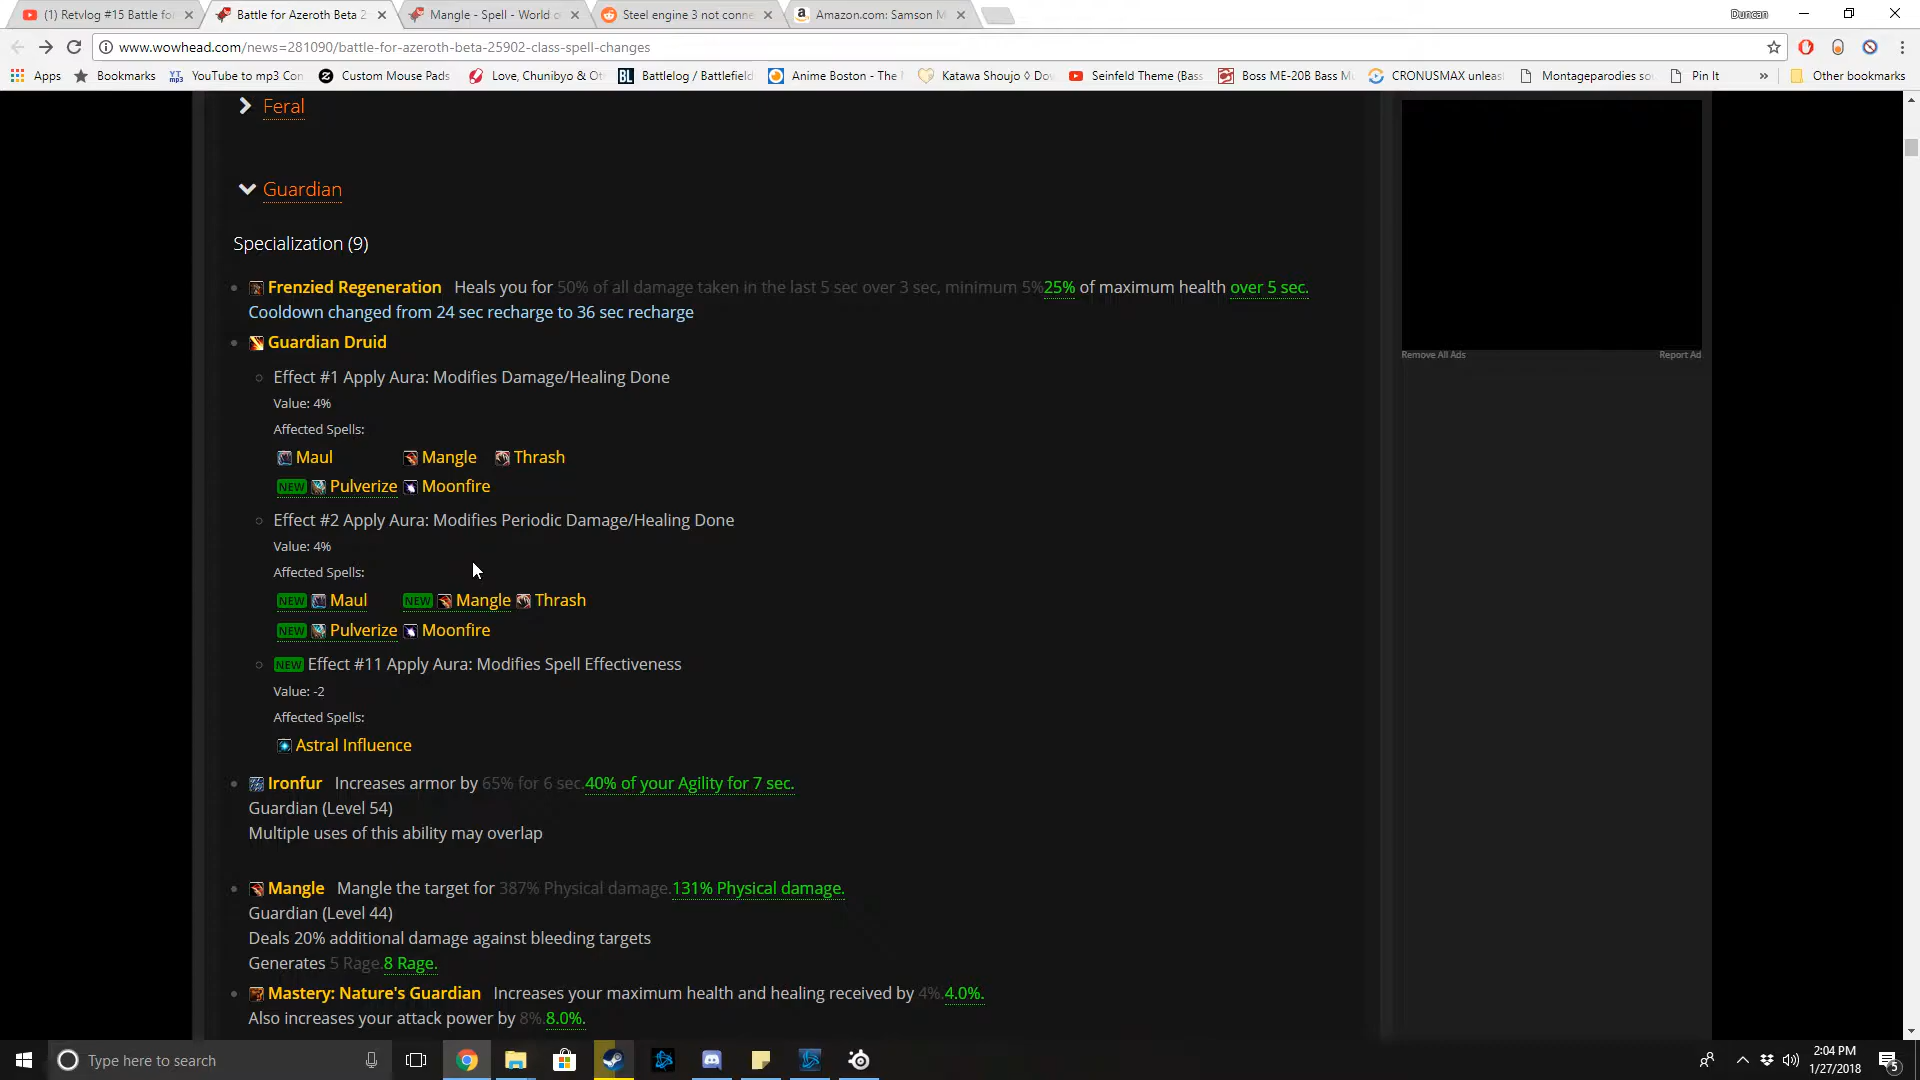 (1) Retvlog #15 Battle fo
Battle for Azeroth Beta 2
Mangle - Spell - World o
Steel engine 3 not conne
Amazon.com: Samson M
Duncan
www.wowhead.com/news=281090/battle-for-azeroth-beta-25902-class-spell-changes
Apps
Bookmarks
YouTube to mp3 Con
Custom Mouse Pads
Love, Chunibyo & Ot
Battlelog / Battlefield
Anime Boston - The
Katawa Shoujo ◊ Do
Seinfeld Theme (Bass
Boss ME-20B Bass M
CRONUSMAX unleas
Montageparodies so
Pin It
»
Other bookmarks
Feral
Guardian
Specialization (9)
Frenzied Regeneration Heals you for 50% of all damage taken in the last 5 sec over 3 sec, minimum 5%25% of maximum health over 5 sec.
Cooldown changed from 24 sec recharge to 36 sec recharge
Guardian Druid
Effect #1 Apply Aura: Modifies Damage/Healing Done
Value: 4%
Affected Spells:
Maul Mangle Thrash
NEW Pulverize Moonfire
Effect #2 Apply Aura: Modifies Periodic Damage/Healing Done
Value: 4%
Affected Spells:
NEW Maul NEW Mangle Thrash
NEW Pulverize Moonfire
NEW Effect #11 Apply Aura: Modifies Spell Effectiveness
Value: -2
Affected Spells:
Astral Influence
Ironfur Increases armor by 65% for 6 sec.40% of your Agility for 7 sec.
Guardian (Level 54)
Multiple uses of this ability may overlap
Mangle Mangle the target for 387% Physical damage.131% Physical damage.
Guardian (Level 44)
Deals 20% additional damage against bleeding targets
Generates 5 Rage.8 Rage.
Mastery: Nature's Guardian Increases your maximum health and healing received by 4%.4.0%.
Also increases your attack power by 8%.8.0%.
Remove All Ads
Report Ad
Type here to search
2:04 PM
1/27/2018
5